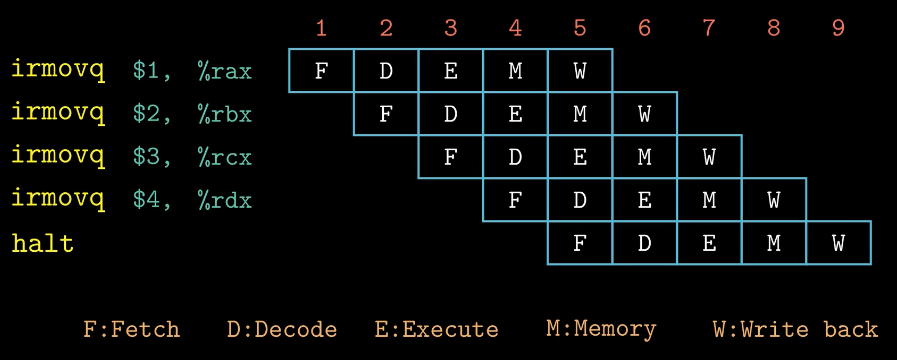 1 2 3 4 5 6 7 8 9
irmovq $1, %rax F D E M W
irmovq $2, %rbx F D E M W
irmovq $3, %rcx F D E M W
irmovq $4, %rdx F D E M W
halt F D E M W
F:Fetch D:Decode E:Execute M:Memory W:Write back